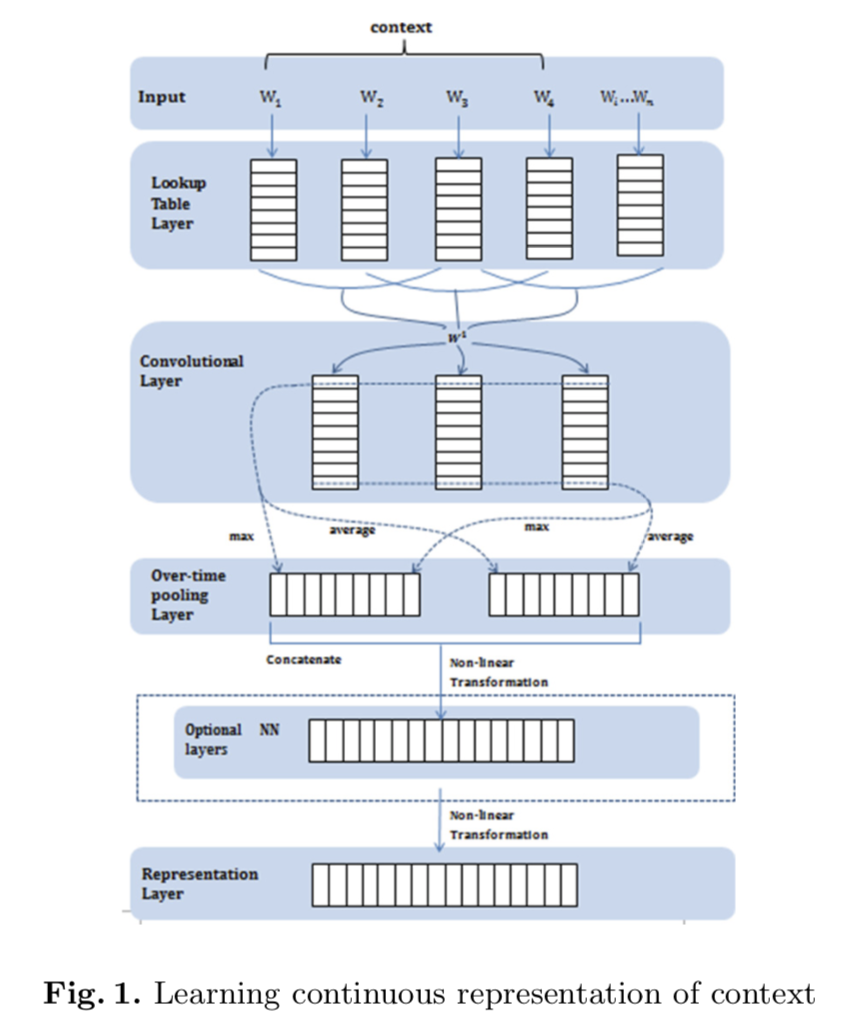 context
Input W₁ W₂ W₃ W₄ Wᵢ...Wₙ
Lookup
Table
Layer
W¹
Convolutional
Layer
max average max average
Over-time
pooling
Layer
Concatenate
Non-linear
Transformation
Optional NN
layers
Non-linear
Transformation
Representation
Layer
Fig. 1. Learning continuous representation of context